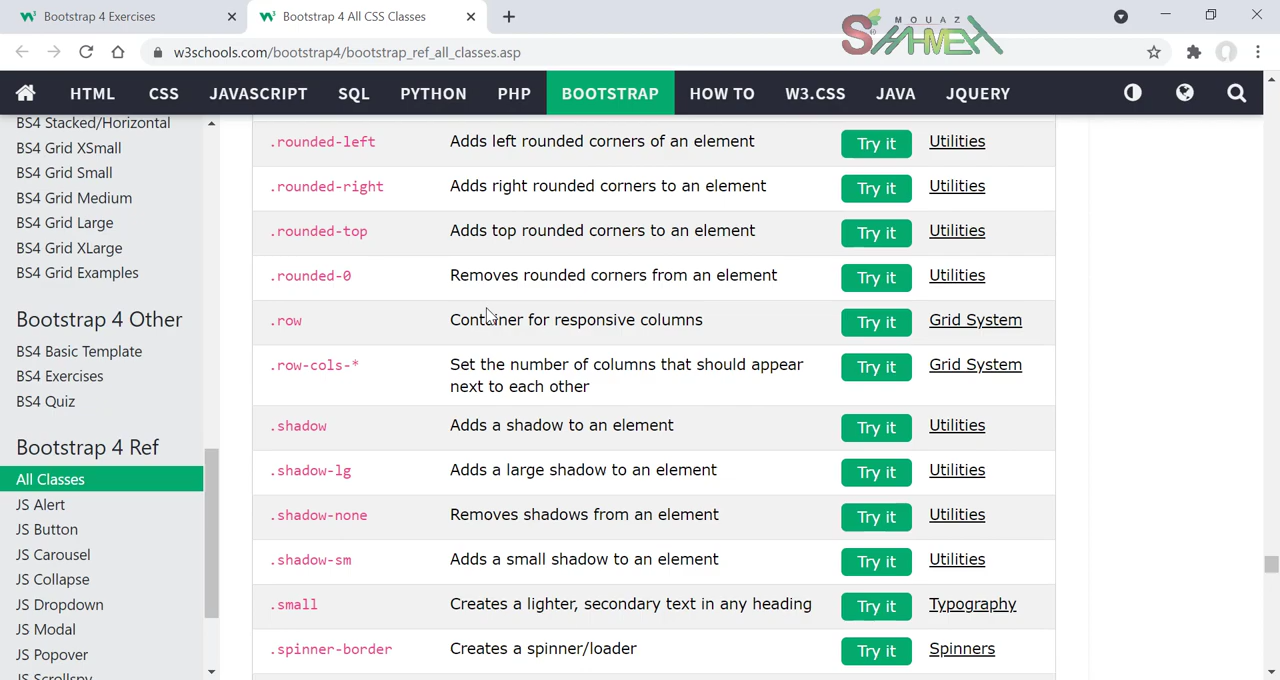 Bootstrap 4 Exercises
Bootstrap 4 All CSS Classes
MOUAZ
w3schools.com/bootstrap4/bootstrap_ref_all_classes.asp
HTML CSS JAVASCRIPT SQL PYTHON PHP BOOTSTRAP HOW TO W3.CSS JAVA JQUERY
BS4 Stacked/Horizontal
BS4 Grid XSmall
BS4 Grid Small
BS4 Grid Medium
BS4 Grid Large
BS4 Grid XLarge
BS4 Grid Examples
Bootstrap 4 Other
BS4 Basic Template
BS4 Exercises
BS4 Quiz
Bootstrap 4 Ref
All Classes
JS Alert
JS Button
JS Carousel
JS Collapse
JS Dropdown
JS Modal
JS Popover
JS Scrollspy
.rounded-left Adds left rounded corners of an element Try it Utilities
.rounded-right Adds right rounded corners to an element Try it Utilities
.rounded-top Adds top rounded corners to an element Try it Utilities
.rounded-0 Removes rounded corners from an element Try it Utilities
.row Container for responsive columns Try it Grid System
.row-cols-* Set the number of columns that should appear Try it Grid System
next to each other
.shadow Adds a shadow to an element Try it Utilities
.shadow-lg Adds a large shadow to an element Try it Utilities
.shadow-none Removes shadows from an element Try it Utilities
.shadow-sm Adds a small shadow to an element Try it Utilities
.small Creates a lighter, secondary text in any heading Try it Typography
.spinner-border Creates a spinner/loader Try it Spinners